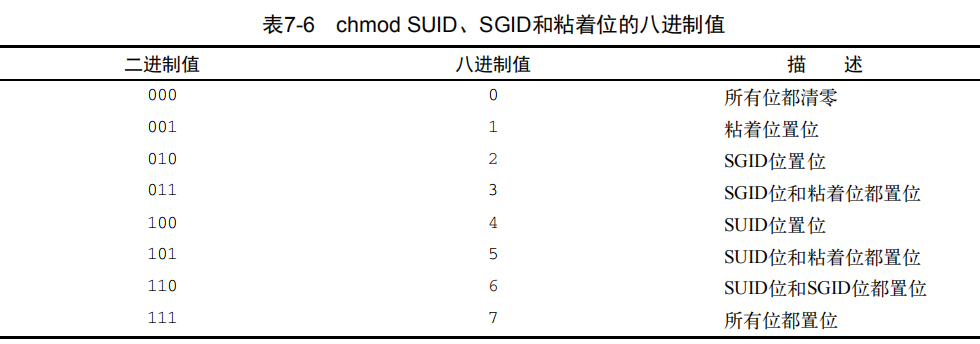 表7-6 chmod SUID、SGID和粘着位的八进制值
二进制值 八进制值 描 述
000 0 所有位都清零
001 1 粘着位置位
010 2 SGID位置位
011 3 SGID位和粘着位都置位
100 4 SUID位置位
101 5 SUID位和粘着位都置位
110 6 SUID位和SGID位都置位
111 7 所有位都置位